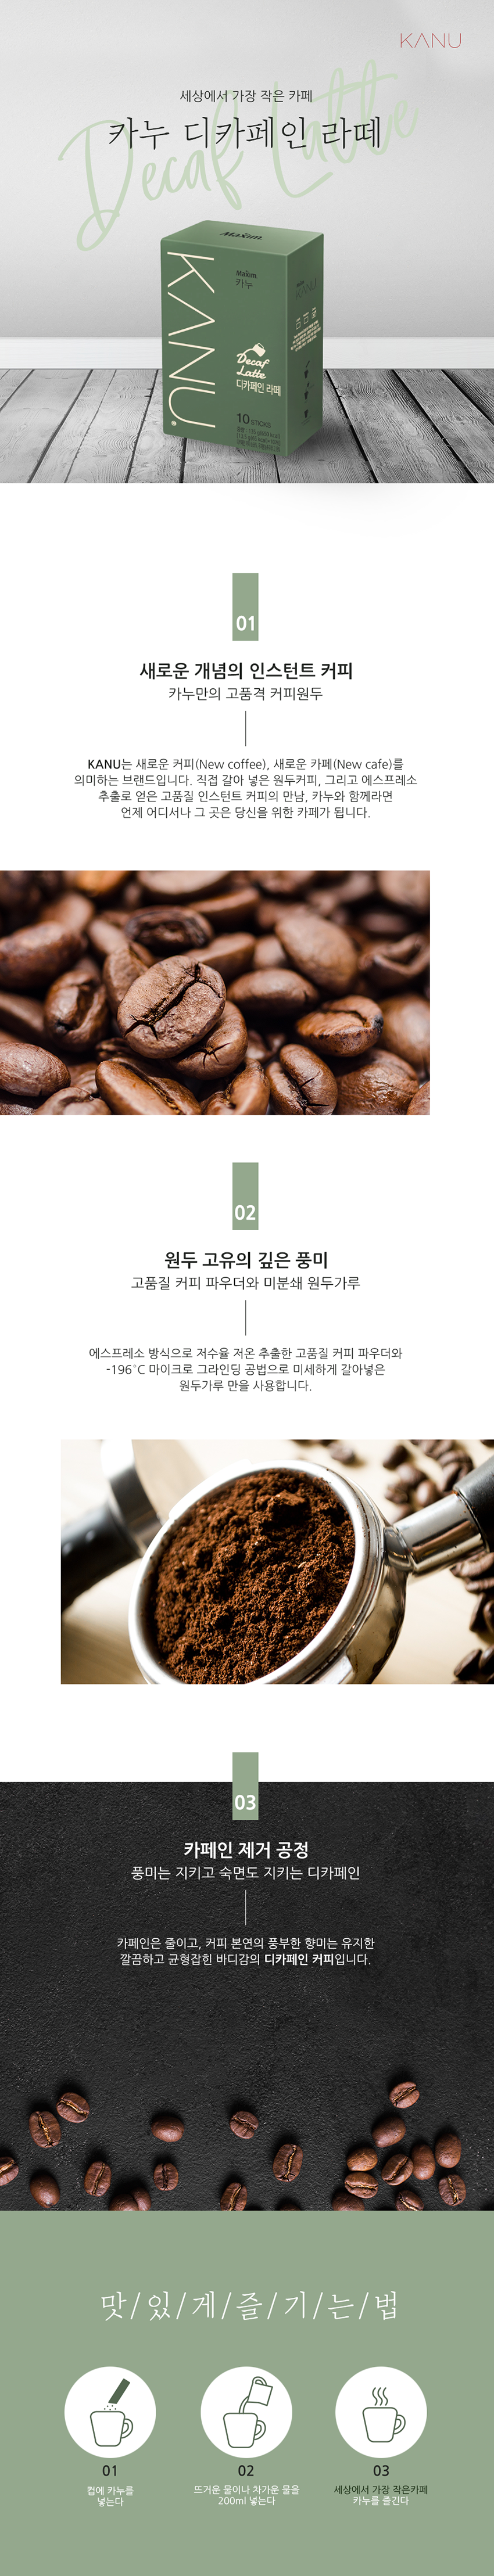 KANU
세상에서 가장 작은 카페
카누 디카페인 라떼
Decaf Latte
Maxim
KANU
Maxim
카누
KANU
Decaf
Latte
디카페인 라떼
10 STICKS
01
새로운 개념의 인스턴트 커피
카누만의 고품격 커피원두
KANU는 새로운 커피(New coffee), 새로운 카페(New cafe)를
의미하는 브랜드입니다. 직접 갈아 넣은 원두커피, 그리고 에스프레소
추출로 얻은 고품질 인스턴트 커피의 만남, 카누와 함께라면
언제 어디서나 그 곳은 당신을 위한 카페가 됩니다.
02
원두 고유의 깊은 풍미
고품질 커피 파우더와 미분쇄 원두가루
에스프레소 방식으로 저수율 저온 추출한 고품질 커피 파우더와
-196°C 마이크로 그라인딩 공법으로 미세하게 갈아넣은
원두가루 만을 사용합니다.
03
카페인 제거 공정
풍미는 지키고 숙면도 지키는 디카페인
카페인은 줄이고, 커피 본연의 풍부한 향미는 유지한
깔끔하고 균형잡힌 바디감의 디카페인 커피입니다.
맛/있/게/즐/기/는/법
01
컵에 카누를
넣는다
02
뜨거운 물이나 차가운 물을
200ml 넣는다
03
세상에서 가장 작은카페
카누를 즐긴다